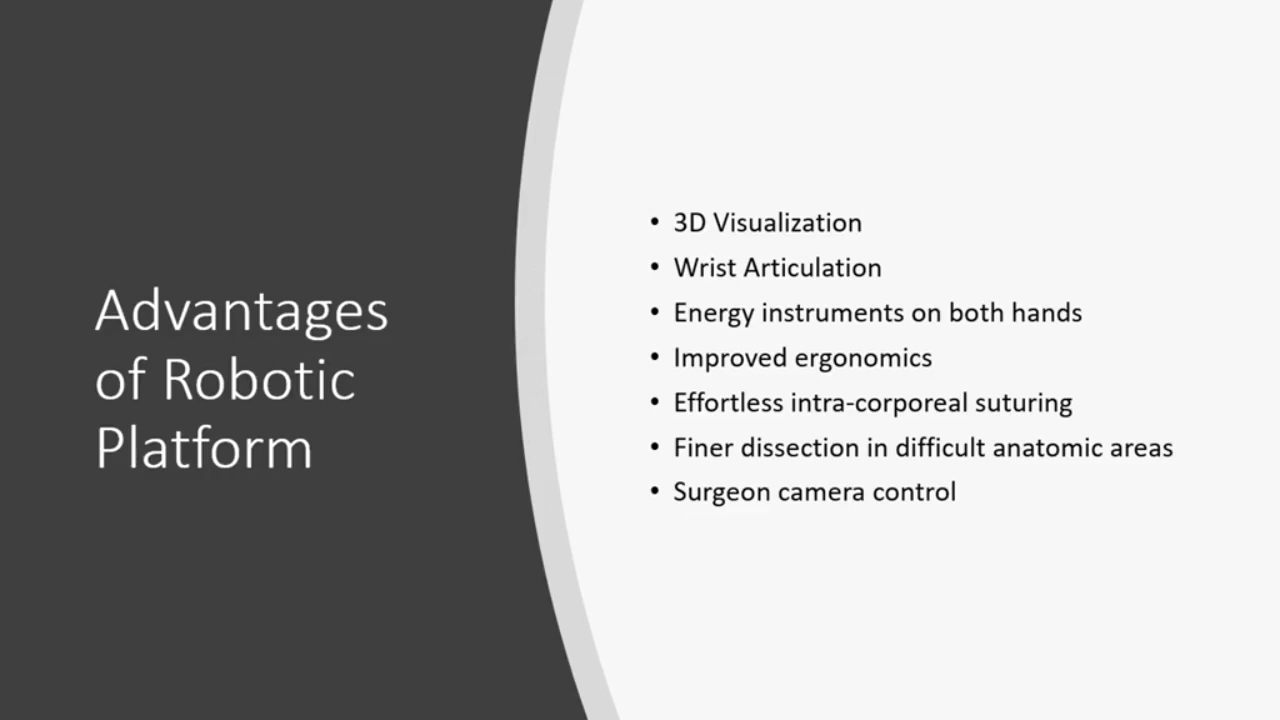 Advantages
of Robotic
Platform
• 3D Visualization
• Wrist Articulation
• Energy instruments on both hands
• Improved ergonomics
• Effortless intra-corporeal suturing
• Finer dissection in difficult anatomic areas
• Surgeon camera control